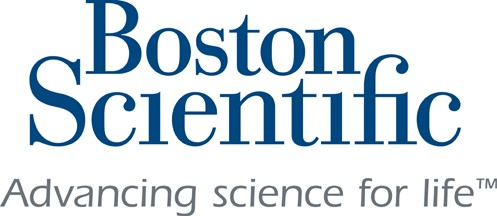 Boston
Scientific
Advancing science for life™